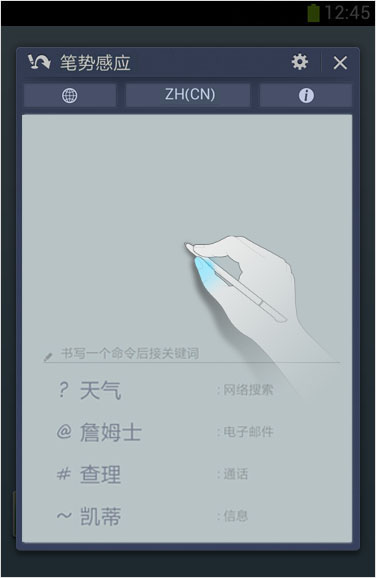 12:45
笔势感应
ZH(CN)
书写一个命令后接关键词
? 天气 : 网络搜索
@ 詹姆士 : 电子邮件
# 查理 : 通话
~ 凯蒂 : 信息